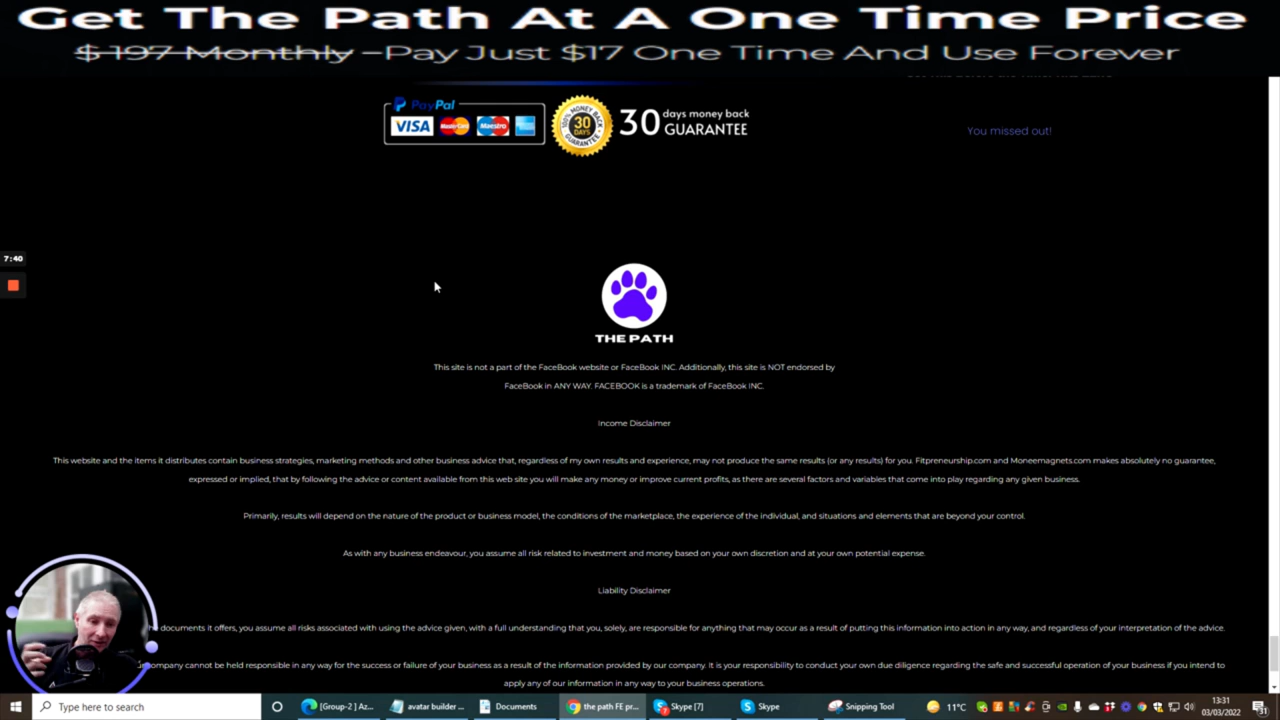 Get The Path At A One Time Price
$ 197 Monthly -Pay Just $17 One Time And Use Forever
PayPal
VISA MasterCard Maestro
MONEY BACK 30 DAYS GUARANTEE
30 days money back GUARANTEE
You missed out!
7:40
THE PATH
This site is not a part of the FaceBook website or FaceBook INC. Additionally, this site is NOT endorsed by
FaceBook in ANY WAY. FACEBOOK is a trademark of FaceBook INC.
Income Disclaimer
This website and the items it distributes contain business strategies, marketing methods and other business advice that, regardless of my own results and experience, may not produce the same results (or any results) for you. Fitpreneurship.com and Moneemagnets.com makes absolutely no guarantee,
expressed or implied, that by following the advice or content available from this web site you will make any money or improve current profits, as there are several factors and variables that come into play regarding any given business.
Primarily, results will depend on the nature of the product or business model, the conditions of the marketplace, the experience of the individual, and situations and elements that are beyond your control.
As with any business endeavour, you assume all risk related to investment and money based on your own discretion and at your own potential expense.
Liability Disclaimer
documents it offers, you assume all risks associated with using the advice given, with a full understanding that you, solely, are responsible for anything that may occur as a result of putting this information into action in any way, and regardless of your interpretation of the advice.
company cannot be held responsible in any way for the success or failure of your business as a result of the information provided by our company. It is your responsibility to conduct your own due diligence regarding the safe and successful operation of your business if you intend to
apply any of our information in any way to your business operations.
Type here to search
[Group-2 ] Az...
avatar builder ...
Documents
the path FE pr...
Skype [7]
Skype
Snipping Tool
11°C
13:31
03/03/2022